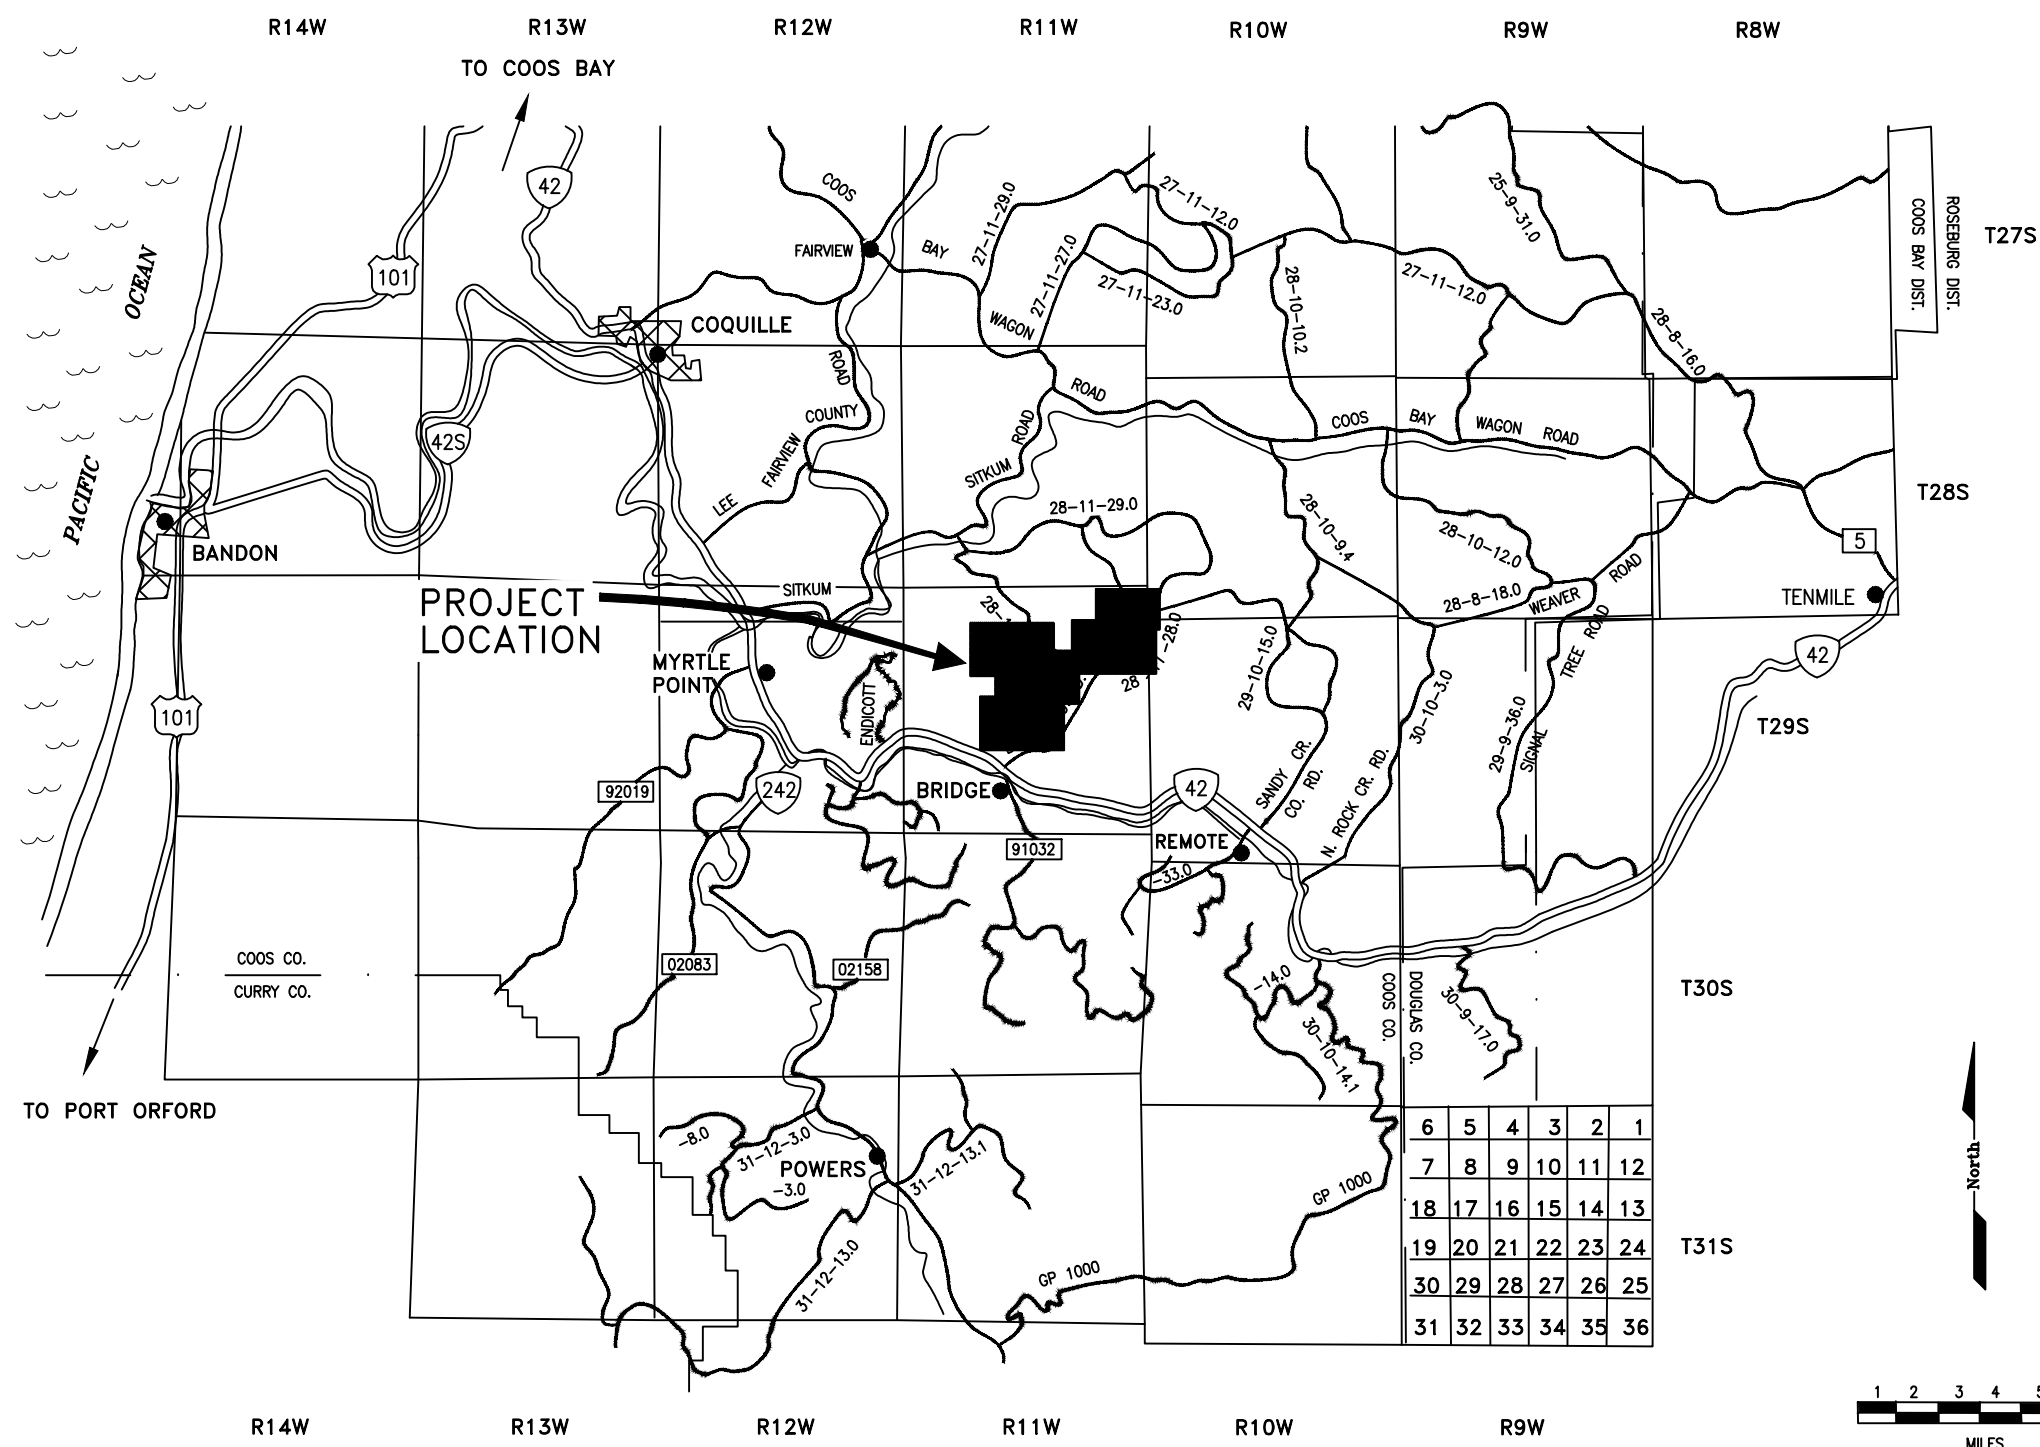 R14W R13W R12W R11W R10W R9W R8W
TO COOS BAY
42
COOS
27-11-29.0
27-11-12.0
25-9-31.0
COOS BAY DIST.
ROSEBURG DIST.
T27S
FAIRVIEW
BAY
27-11-27.0
27-11-23.0
28-10-10.2
27-11-12.0
PACIFIC OCEAN
101
WAGON
28-8-16.0
COQUILLE
ROAD
ROAD
42S
COUNTY
FAIRVIEW
LEE
SITKUM ROAD
COOS BAY WAGON ROAD
T28S
28-11-29.0
28-10-9.4
28-10-12.0
5
BANDON
SITKUM
PROJECT
LOCATION
28-8-18.0
WEAVER ROAD
TENMILE
MYRTLE
POINT
ENDICOTT
29-10-15.0
30-10-3.0
29-9-36.0
SIGNAL TREE ROAD
42
T29S
101
92019
242
BRIDGE
42
SANDY CR.
CO. RD.
N. ROCK CR. RD.
91032
REMOTE
-33.0
COOS CO.
CURRY CO.
02083
02158
-14.0
30-10-14.1
COOS CO.
DOUGLAS CO.
30-9-17.0
T30S
TO PORT ORFORD
-8.0
31-12-3.0
POWERS
-3.0
31-12-13.1
31-12-13.0
GP 1000
GP 1000
6 5 4 3 2 1
7 8 9 10 11 12
18 17 16 15 14 13
19 20 21 22 23 24
30 29 28 27 26 25
31 32 33 34 35 36
T31S
North
1 2 3 4 5
MILES
R14W R13W R12W R11W R10W R9W